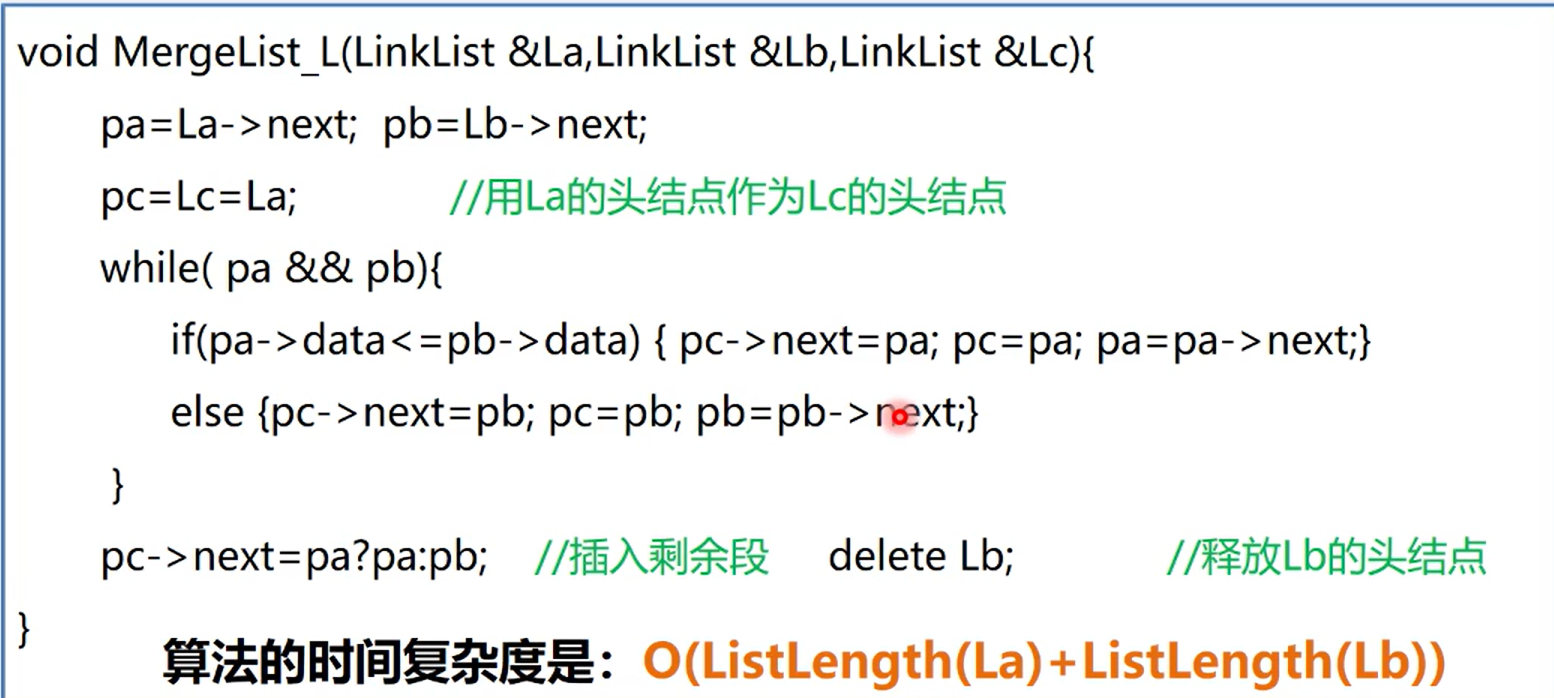 void MergeList_L(LinkList &La,LinkList &Lb,LinkList &Lc){
pa=La->next; pb=Lb->next;
pc=Lc=La; //用La的头结点作为Lc的头结点
while( pa && pb){
if(pa->data<=pb->data) { pc->next=pa; pc=pa; pa=pa->next;}
else {pc->next=pb; pc=pb; pb=pb->next;}
}
pc->next=pa?pa:pb; //插入剩余段 delete Lb; //释放Lb的头结点
}
算法的时间复杂度是：O(ListLength(La)+ListLength(Lb))